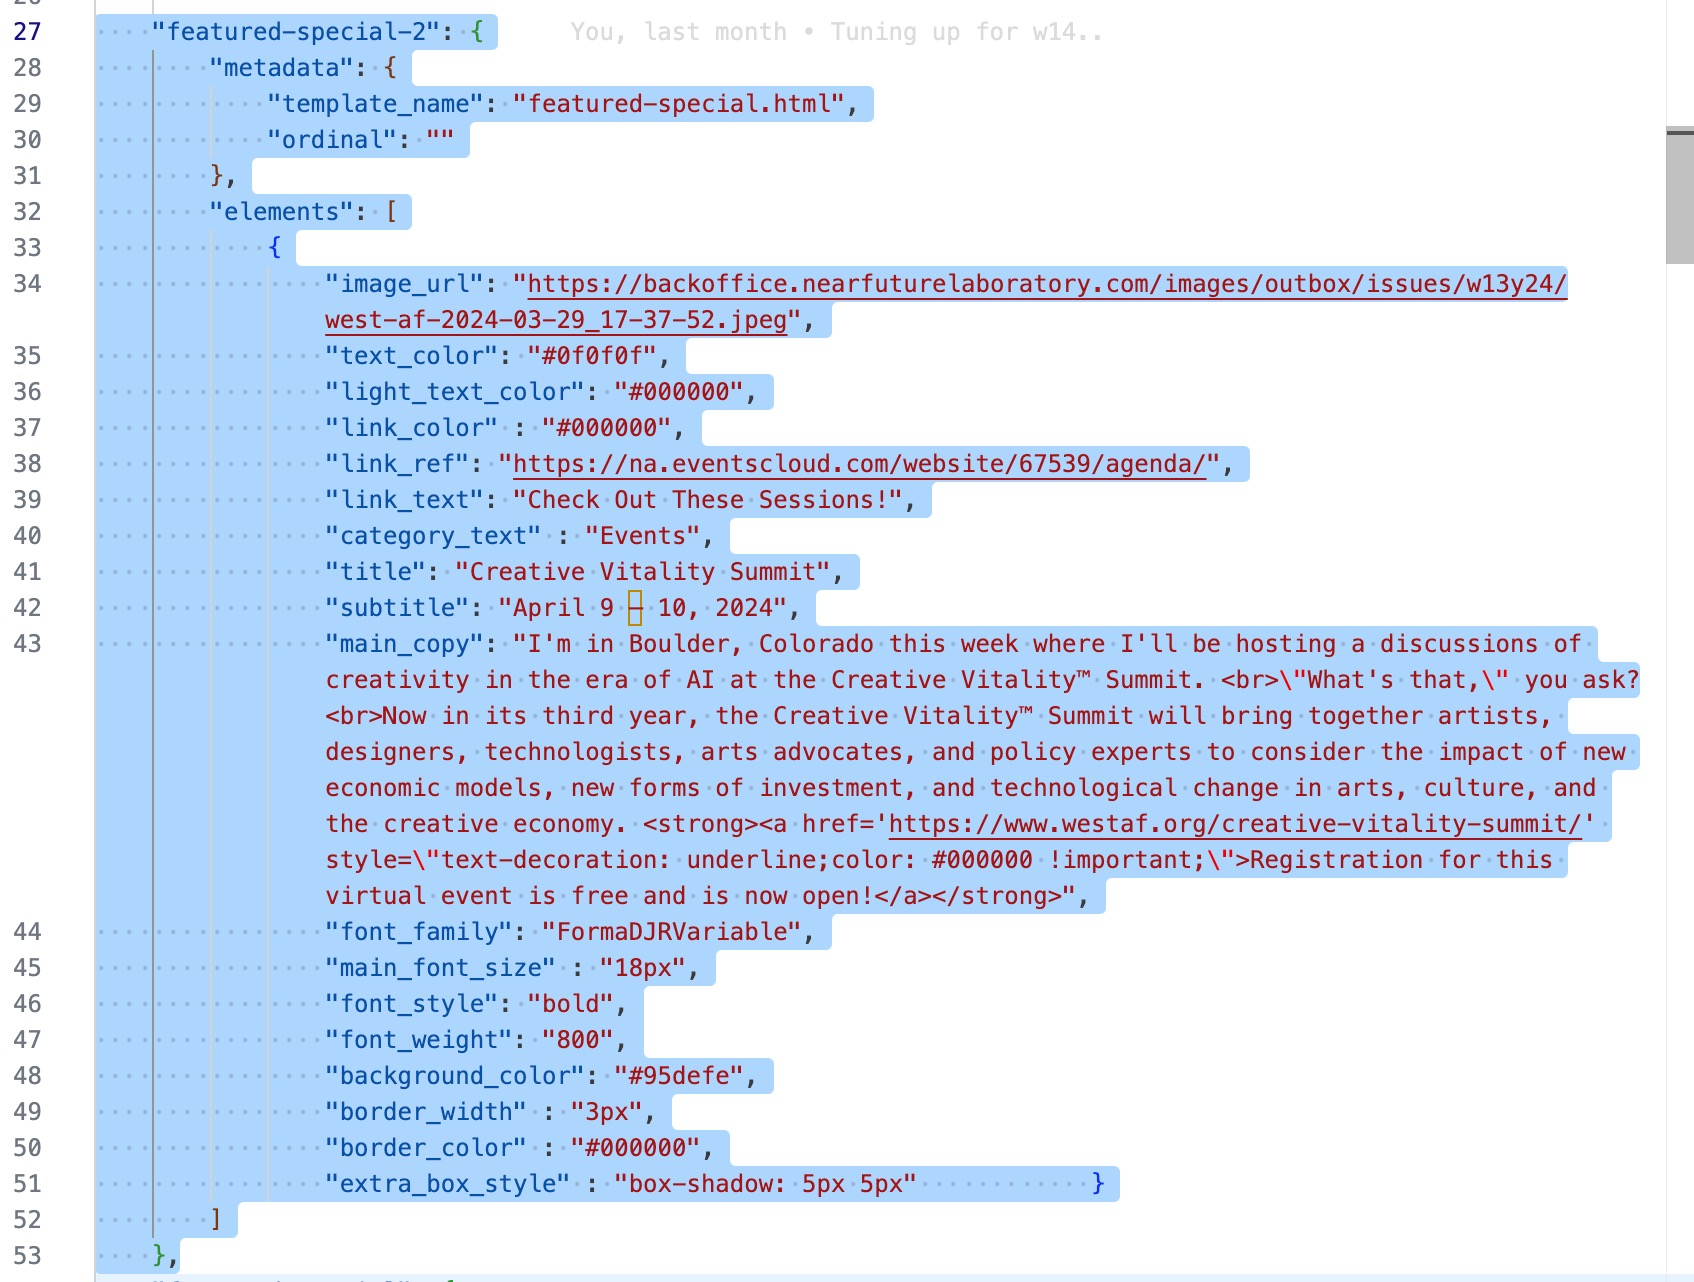 27 "featured-special-2": { You, last month • Tuning up for w14..
28 "metadata": {
29 "template_name": "featured-special.html",
30 "ordinal": ""
31 },
32 "elements": [
33 {
34 "image_url": "https://backoffice.nearfuturelaboratory.com/images/outbox/issues/w13y24/
west-af-2024-03-29_17-37-52.jpeg",
35 "text_color": "#0f0f0f",
36 "light_text_color": "#000000",
37 "link_color" : "#000000",
38 "link_ref": "https://na.eventscloud.com/website/67539/agenda/",
39 "link_text": "Check Out These Sessions!",
40 "category_text" : "Events",
41 "title": "Creative Vitality Summit",
42 "subtitle": "April 9 – 10, 2024",
43 "main_copy": "I'm in Boulder, Colorado this week where I'll be hosting a discussions of
creativity in the era of AI at the Creative Vitality™ Summit. <br>\"What's that,\" you ask?
<br>Now in its third year, the Creative Vitality™ Summit will bring together artists,
designers, technologists, arts advocates, and policy experts to consider the impact of new
economic models, new forms of investment, and technological change in arts, culture, and
the creative economy. <strong><a href='https://www.westaf.org/creative-vitality-summit/'
style=\"text-decoration: underline;color: #000000 !important;\">Registration for this
virtual event is free and is now open!</a></strong>",
44 "font_family": "FormaDJRVariable",
45 "main_font_size" : "18px",
46 "font_style": "bold",
47 "font_weight": "800",
48 "background_color": "#95defe",
49 "border_width" : "3px",
50 "border_color" : "#000000",
51 "extra_box_style" : "box-shadow: 5px 5px" }
52 ]
53 },